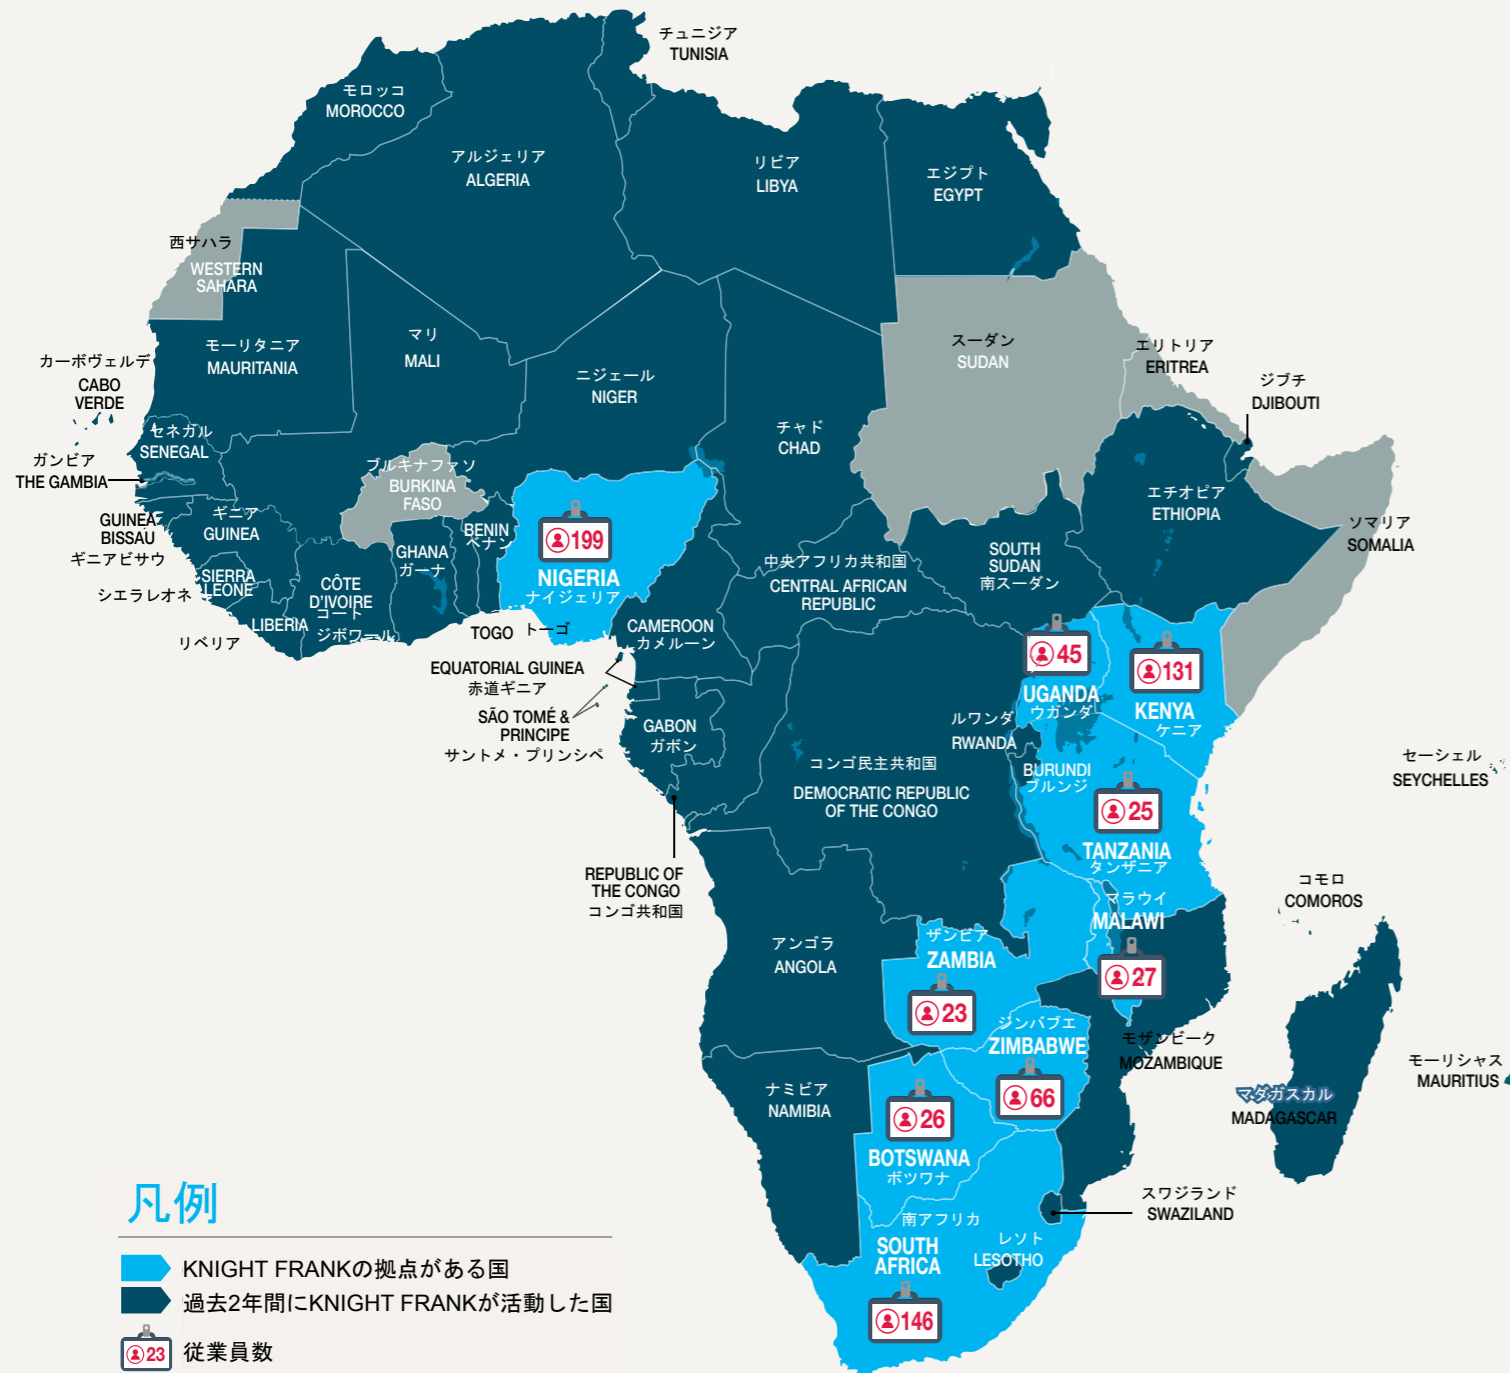 チュニジア
TUNISIA
モロッコ
MOROCCO
アルジェリア
ALGERIA
リビア
LIBYA
エジプト
EGYPT
西サハラ
WESTERN
SAHARA
モーリタニア
MAURITANIA
マリ
MALI
ニジェール
NIGER
チャド
CHAD
スーダン
SUDAN
エリトリア
ERITREA
ジブチ
DJIBOUTI
カーボヴェルデ
CABO
VERDE
セネガル
SENEGAL
ガンビア
THE GAMBIA
GUINEA
BISSAU
ギニアビサウ
ギニア
GUINEA
ブルキナファソ
BURKINA
FASO
SIERRA
LEONE
シエラレオネ
LIBERIA
リベリア
CÔTE
D'IVOIRE
コート
ジボワール
GHANA
ガーナ
BENIN
ベナン
TOGO トーゴ
199
NIGERIA
ナイジェリア
CAMEROON
カメルーン
中央アフリカ共和国
CENTRAL AFRICAN
REPUBLIC
SOUTH
SUDAN
南スーダン
エチオピア
ETHIOPIA
ソマリア
SOMALIA
EQUATORIAL GUINEA
赤道ギニア
SÃO TOMÉ &
PRINCIPE
サントメ・プリンシペ
GABON
ガボン
REPUBLIC OF
THE CONGO
コンゴ共和国
コンゴ民主共和国
DEMOCRATIC REPUBLIC
OF THE CONGO
45
UGANDA
ウガンダ
131
KENYA
ケニア
ルワンダ
RWANDA
BURUNDI
ブルンジ
25
TANZANIA
タンザニア
セーシェル
SEYCHELLES
コモロ
COMOROS
マラウイ
MALAWI
27
アンゴラ
ANGOLA
ザンビア
ZAMBIA
23
ジンバブエ
ZIMBABWE
66
モザンビーク
MOZAMBIQUE
モーリシャス
MAURITIUS
マダガスカル
MADAGASCAR
ナミビア
NAMIBIA
26
BOTSWANA
ボツワナ
スワジランド
SWAZILAND
南アフリカ
SOUTH
AFRICA
146
レソト
LESOTHO
凡例
KNIGHT FRANKの拠点がある国
過去2年間にKNIGHT FRANKが活動した国
23 従業員数